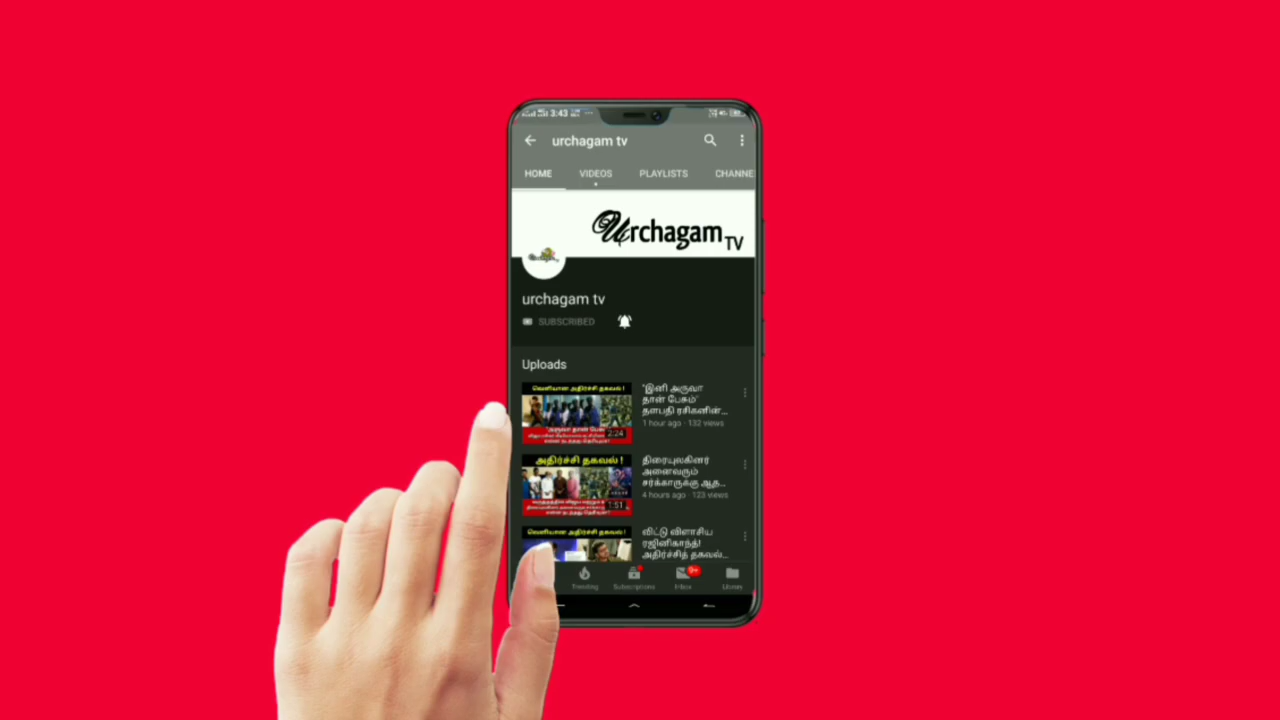 3:43
urchagam tv
HOME VIDEOS PLAYLISTS CHANNE
Urchagam TV
urchagam tv
SUBSCRIBED
Uploads
வெளியான அதிர்ச்சி தகவல் !
2:24
"இனி அருவா
தான் பேசும்'
தளபதி ரசிகனின்...
1 hour ago · 132 views
அதிர்ச்சி தகவல் !
1:51
திரையுலகினர்
அனைவரும்
சர்க்காருக்கு ஆத...
4 hours ago · 123 views
வெளியான அதிர்ச்சி தகவல் !
விட்டு விளாசிய
ரஜினிகாந்த்!
அதிர்ச்சித் தகவல்...
9+
Trending Subscriptions Inbox Library